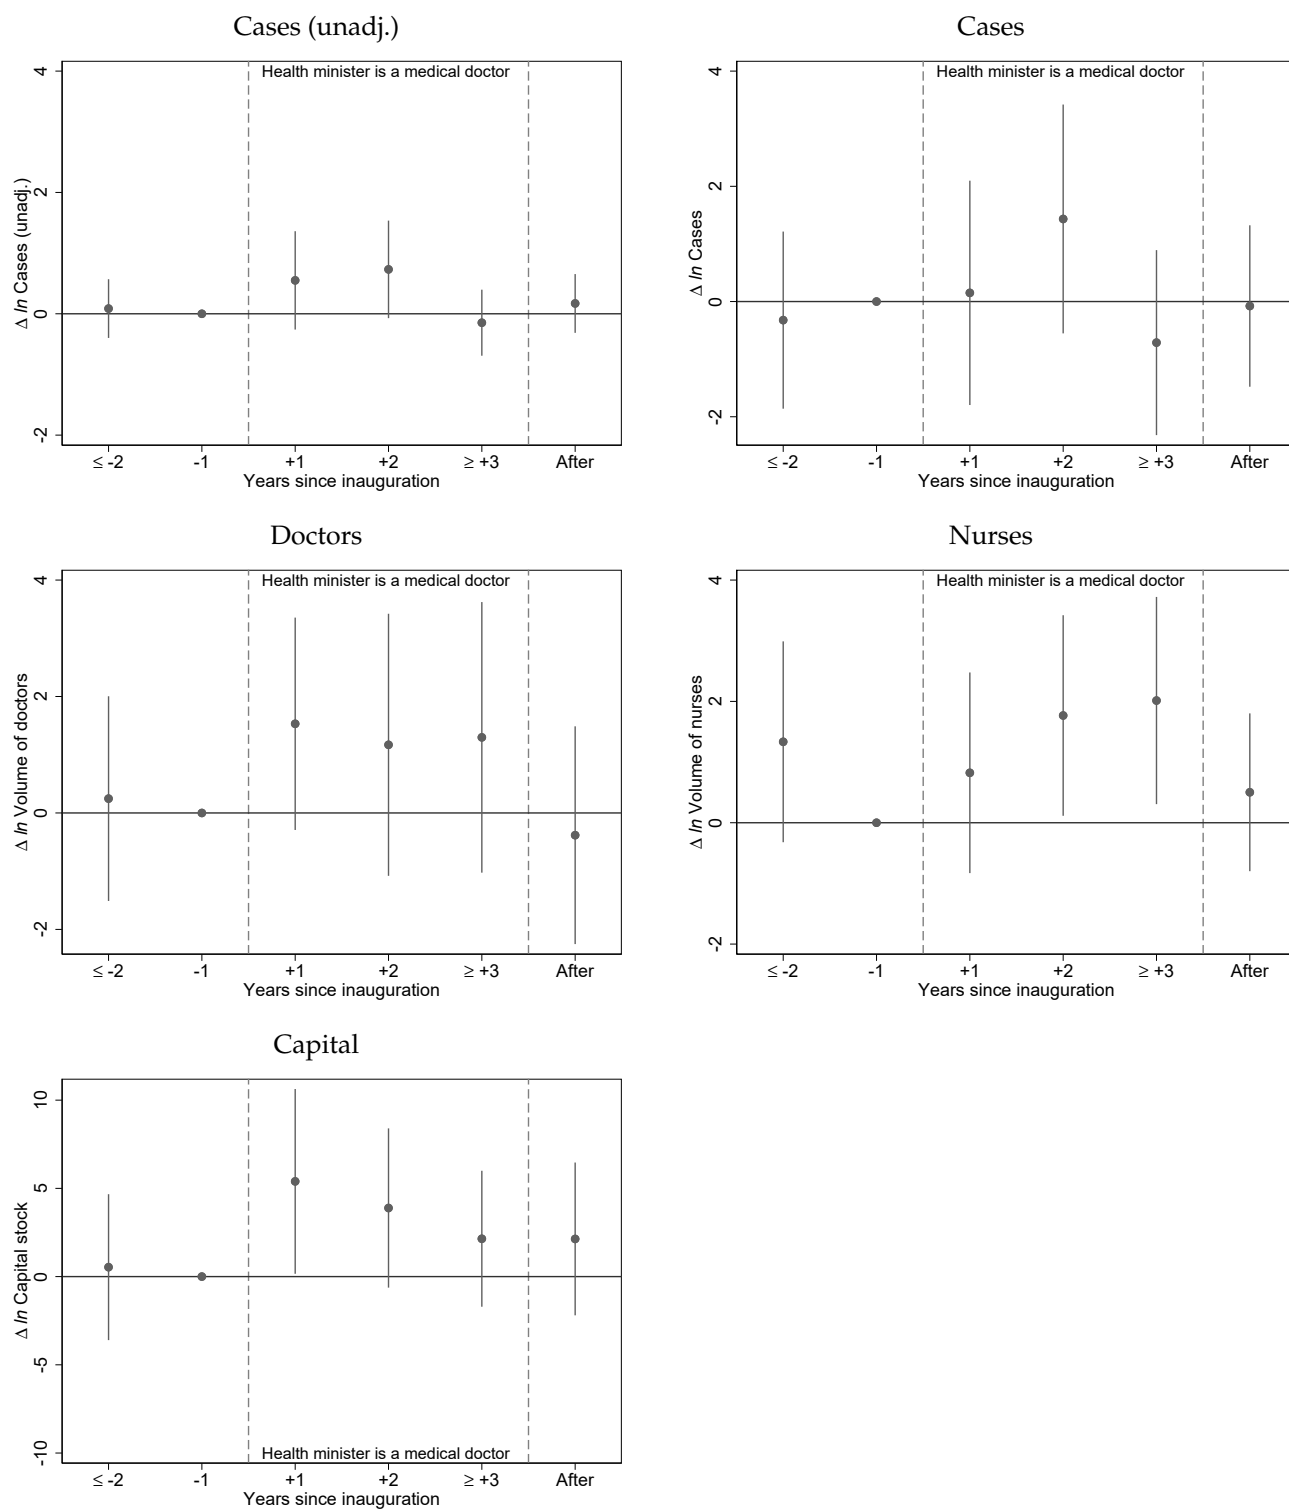 Cases (unadj.)
Health minister is a medical doctor
Δ ln Cases (unadj.)
4
2
0
-2
≤ -2 -1 +1 +2 ≥ +3 After
Years since inauguration
Cases
Health minister is a medical doctor
Δ ln Cases
4
2
0
-2
≤ -2 -1 +1 +2 ≥ +3 After
Years since inauguration
Doctors
Health minister is a medical doctor
Δ ln Volume of doctors
4
2
0
-2
≤ -2 -1 +1 +2 ≥ +3 After
Years since inauguration
Nurses
Health minister is a medical doctor
Δ ln Volume of nurses
4
2
0
-2
≤ -2 -1 +1 +2 ≥ +3 After
Years since inauguration
Capital
Δ ln Capital stock
10
5
0
-5
-10
Health minister is a medical doctor
≤ -2 -1 +1 +2 ≥ +3 After
Years since inauguration